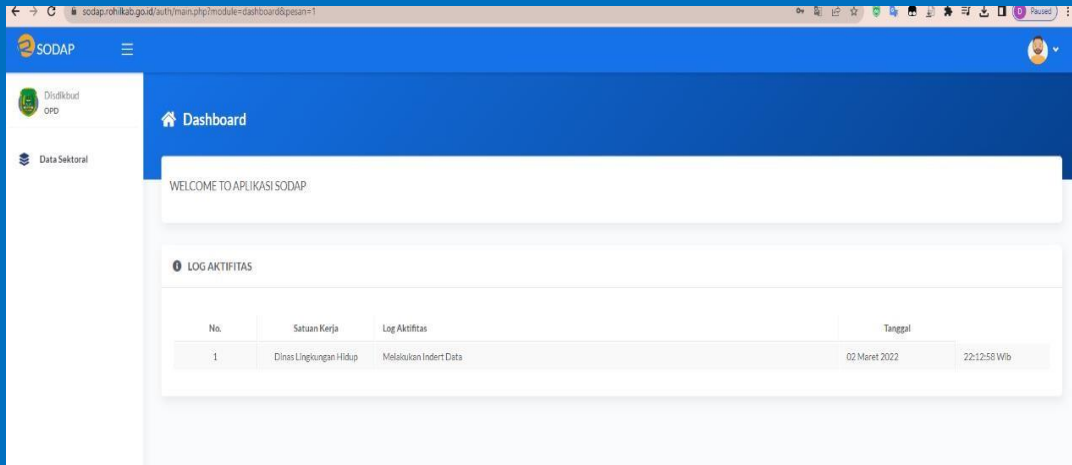 sodap.rohilkab.go.id/auth/main.php?module=dashboard&pesan=1
D Paused
SODAP
Disdikbud
OPD
Data Sektoral
Dashboard
WELCOME TO APLIKASI SODAP
LOG AKTIFITAS
No. Satuan Kerja Log Aktifitas Tanggal
1 Dinas Lingkungan Hidup Melakukan Indert Data 02 Maret 2022 22:12:58 Wib